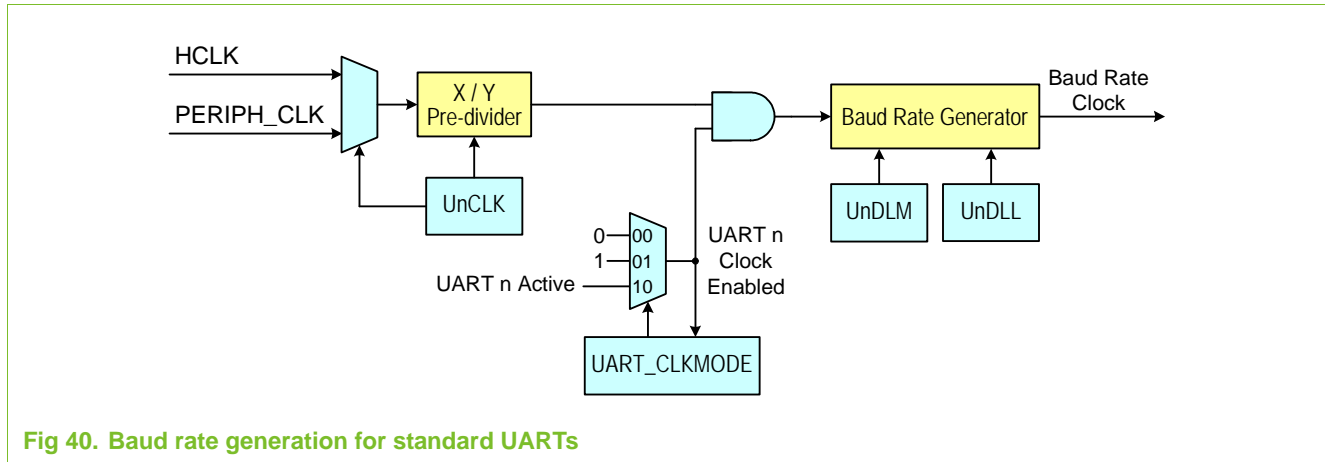 HCLK
PERIPH_CLK
X / Y
Pre-divider
UnCLK
Baud Rate Generator
Baud Rate
Clock
UnDLM
UnDLL
0
00
1
01
UART n Active
10
UART n
Clock
Enabled
UART_CLKMODE
Fig 40. Baud rate generation for standard UARTs